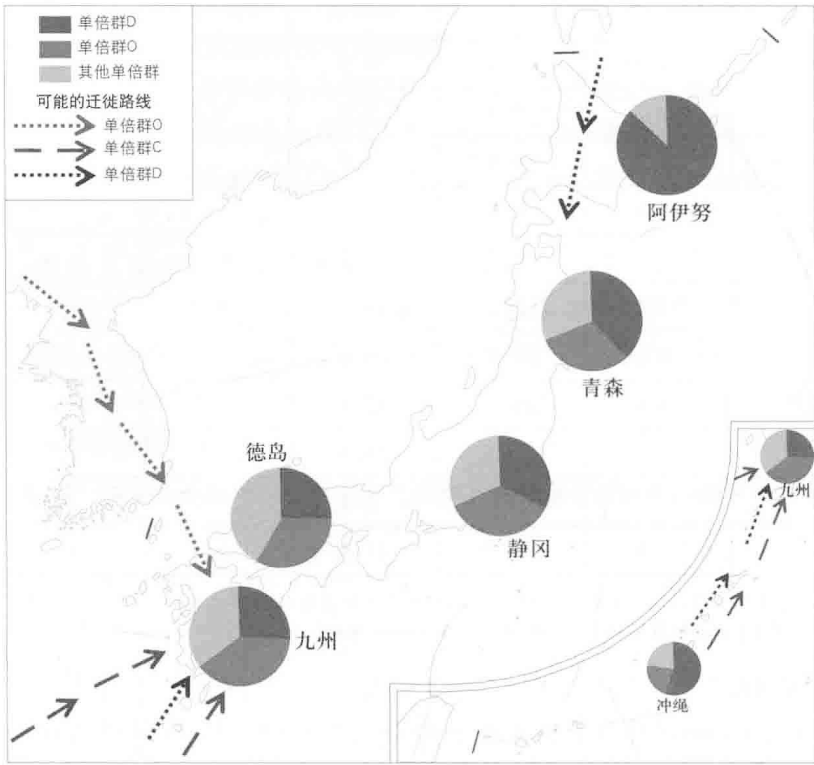 单倍群D
单倍群O
其他单倍群
可能的迁徙路线
单倍群O
单倍群C
单倍群D
阿伊努
青森
德岛
静冈
九州
九州
冲绳